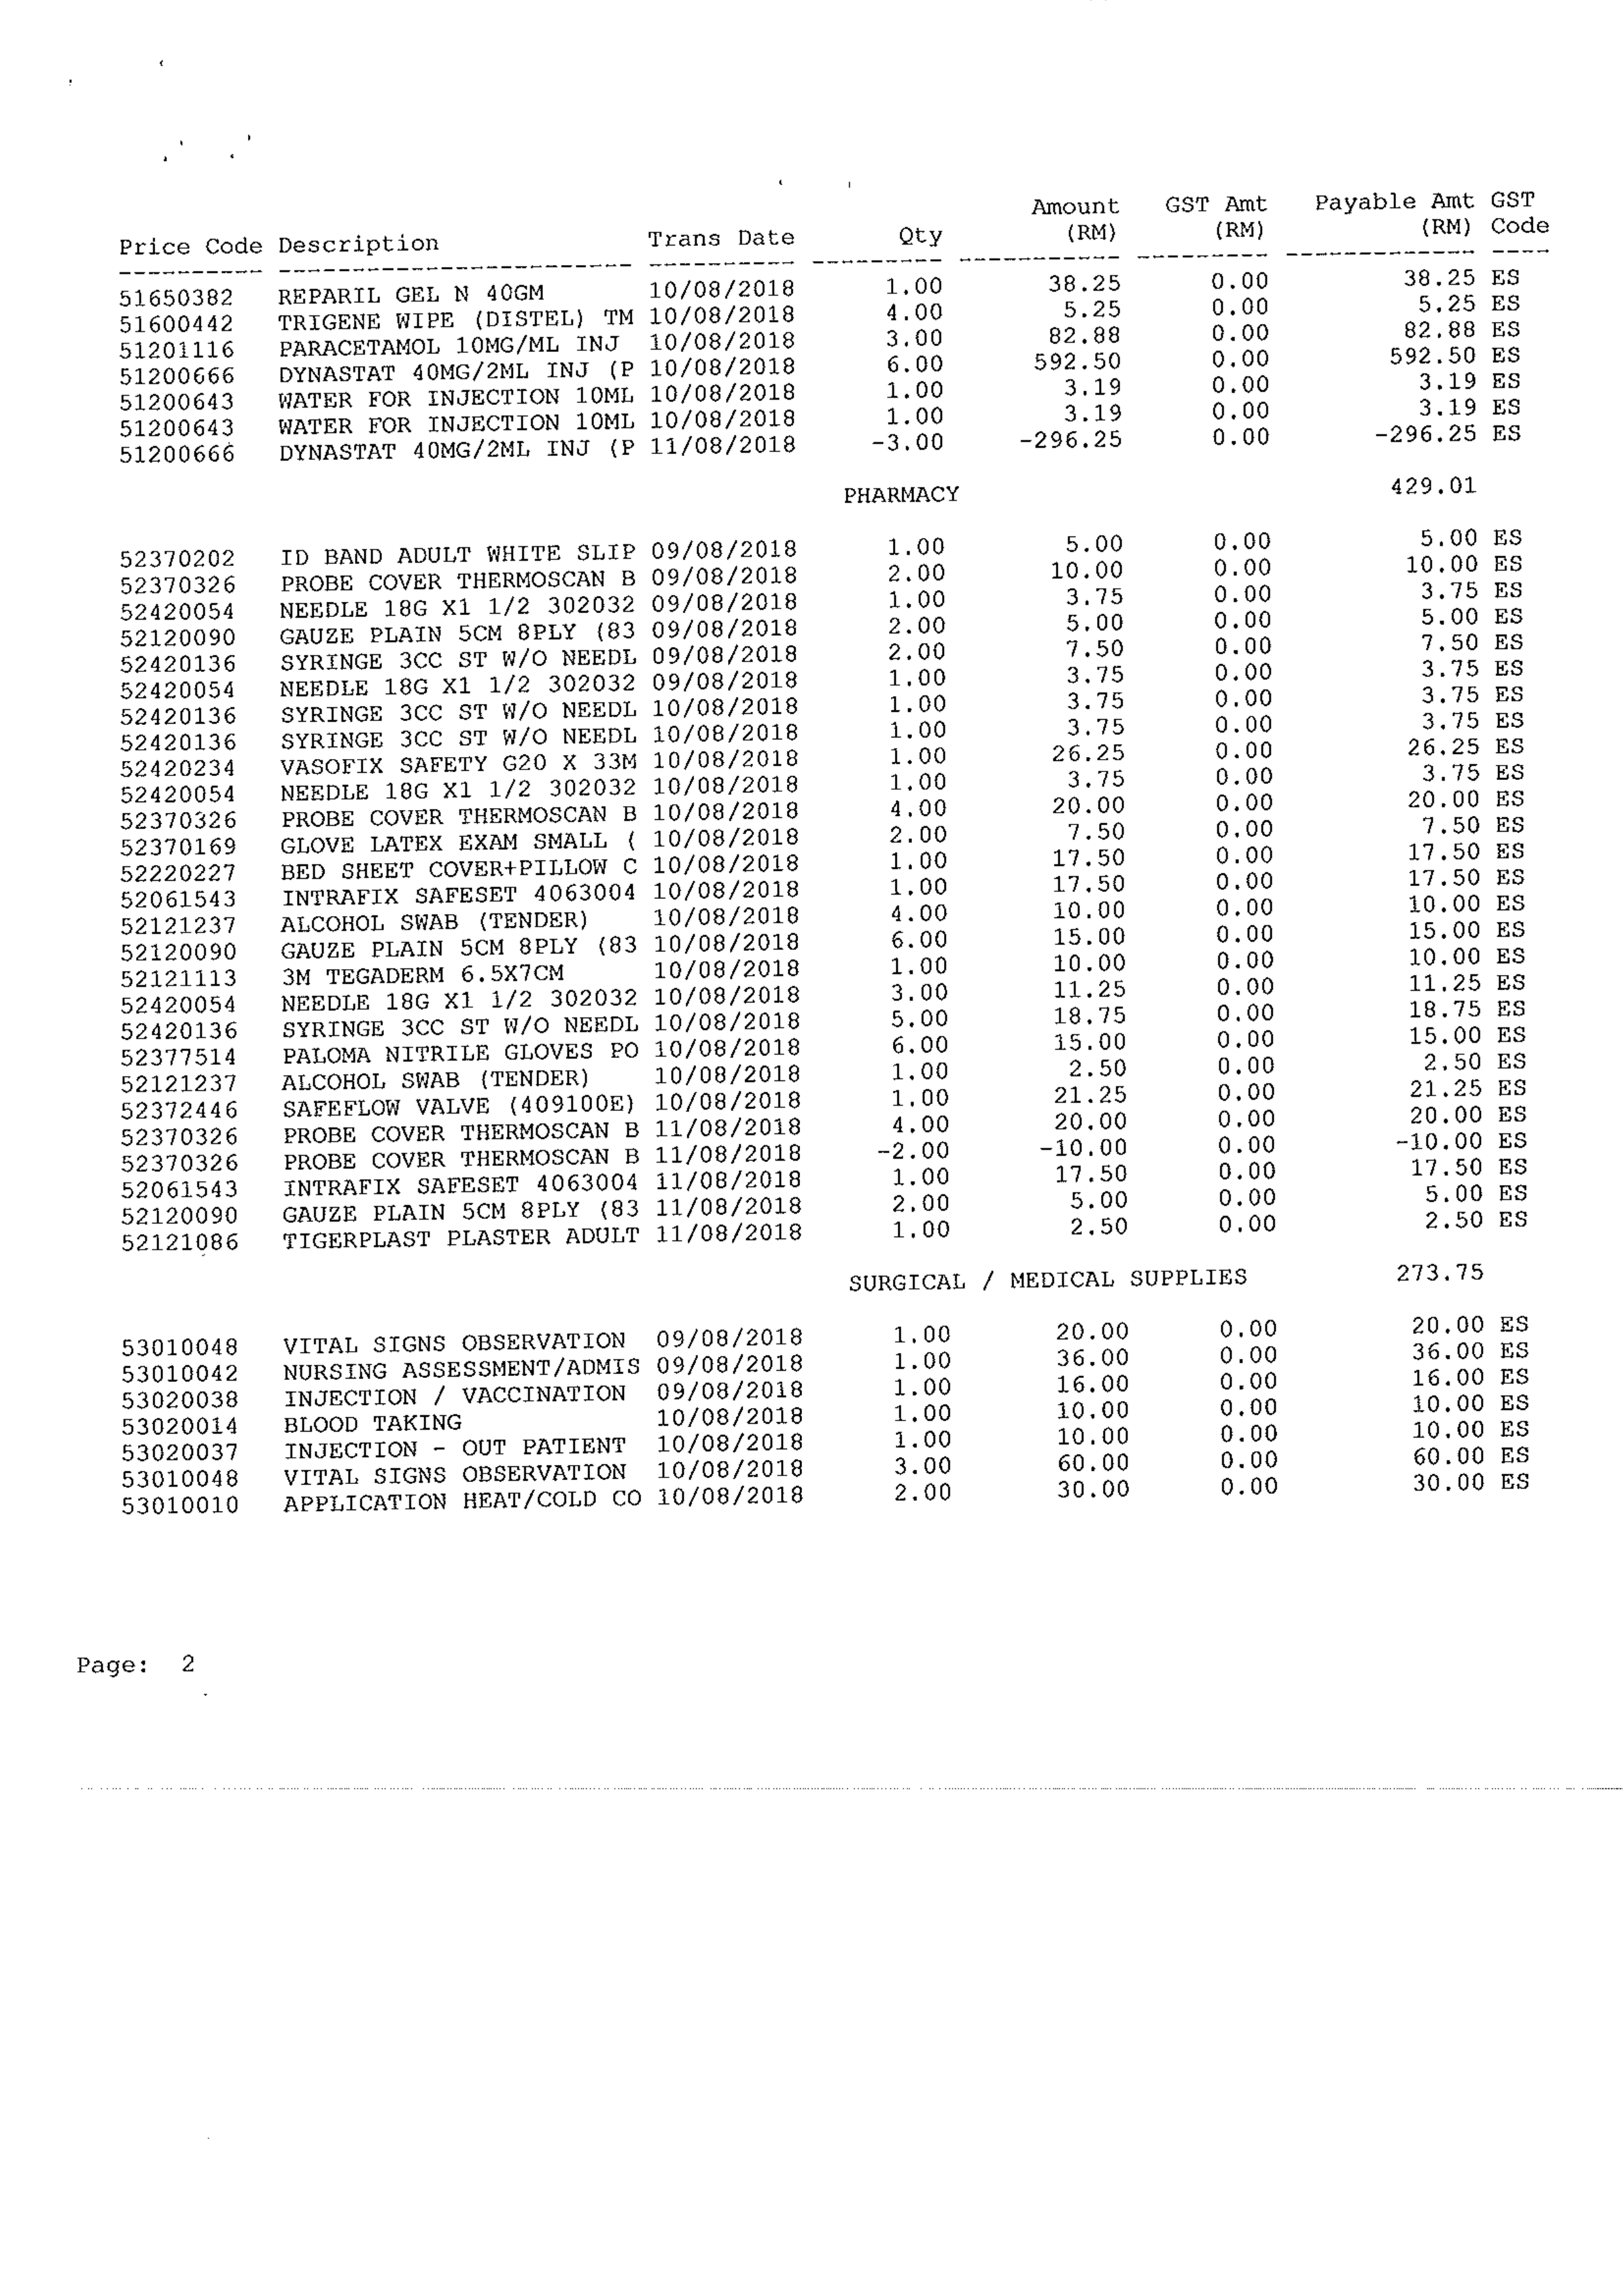 Amount GST Amt Payable Amt GST
Price Code Description Trans Date Qty (RM) (RM) (RM) Code
51650382 REPARIL GEL N 40GM 10/08/2018 1.00 38.25 0.00 38.25 ES
51600442 TRIGENE WIPE (DISTEL) TM 10/08/2018 4.00 5.25 0.00 5.25 ES
51201116 PARACETAMOL 10MG/ML INJ 10/08/2018 3.00 82.88 0.00 82.88 ES
51200666 DYNASTAT 40MG/2ML INJ (P 10/08/2018 6.00 592.50 0.00 592.50 ES
51200643 WATER FOR INJECTION 10ML 10/08/2018 1.00 3.19 0.00 3.19 ES
51200643 WATER FOR INJECTION 10ML 10/08/2018 1.00 3.19 0.00 3.19 ES
51200666 DYNASTAT 40MG/2ML INJ (P 11/08/2018 -3.00 -296.25 0.00 -296.25 ES
PHARMACY 429.01
52370202 ID BAND ADULT WHITE SLIP 09/08/2018 1.00 5.00 0.00 5.00 ES
52370326 PROBE COVER THERMOSCAN B 09/08/2018 2.00 10.00 0.00 10.00 ES
52420054 NEEDLE 18G X1 1/2 302032 09/08/2018 1.00 3.75 0.00 3.75 ES
52120090 GAUZE PLAIN 5CM 8PLY (83 09/08/2018 2.00 5.00 0.00 5.00 ES
52420136 SYRINGE 3CC ST W/O NEEDL 09/08/2018 2.00 7.50 0.00 7.50 ES
52420054 NEEDLE 18G X1 1/2 302032 09/08/2018 1.00 3.75 0.00 3.75 ES
52420136 SYRINGE 3CC ST W/O NEEDL 10/08/2018 1.00 3.75 0.00 3.75 ES
52420136 SYRINGE 3CC ST W/O NEEDL 10/08/2018 1.00 3.75 0.00 3.75 ES
52420234 VASOFIX SAFETY G20 X 33M 10/08/2018 1.00 26.25 0.00 26.25 ES
52420054 NEEDLE 18G X1 1/2 302032 10/08/2018 1.00 3.75 0.00 3.75 ES
52370326 PROBE COVER THERMOSCAN B 10/08/2018 4.00 20.00 0.00 20.00 ES
52370169 GLOVE LATEX EXAM SMALL ( 10/08/2018 2.00 7.50 0.00 7.50 ES
52220227 BED SHEET COVER+PILLOW C 10/08/2018 1.00 17.50 0.00 17.50 ES
52061543 INTRAFIX SAFESET 4063004 10/08/2018 1.00 17.50 0.00 17.50 ES
52121237 ALCOHOL SWAB (TENDER) 10/08/2018 4.00 10.00 0.00 10.00 ES
52120090 GAUZE PLAIN 5CM 8PLY (83 10/08/2018 6.00 15.00 0.00 15.00 ES
52121113 3M TEGADERM 6.5X7CM 10/08/2018 1.00 10.00 0.00 10.00 ES
52420054 NEEDLE 18G X1 1/2 302032 10/08/2018 3.00 11.25 0.00 11.25 ES
52420136 SYRINGE 3CC ST W/O NEEDL 10/08/2018 5.00 18.75 0.00 18.75 ES
52377514 PALOMA NITRILE GLOVES PO 10/08/2018 6.00 15.00 0.00 15.00 ES
52121237 ALCOHOL SWAB (TENDER) 10/08/2018 1.00 2.50 0.00 2.50 ES
52372446 SAFEFLOW VALVE (409100E) 10/08/2018 1.00 21.25 0.00 21.25 ES
52370326 PROBE COVER THERMOSCAN B 11/08/2018 4.00 20.00 0.00 20.00 ES
52370326 PROBE COVER THERMOSCAN B 11/08/2018 -2.00 -10.00 0.00 -10.00 ES
52061543 INTRAFIX SAFESET 4063004 11/08/2018 1.00 17.50 0.00 17.50 ES
52120090 GAUZE PLAIN 5CM 8PLY (83 11/08/2018 2.00 5.00 0.00 5.00 ES
52121086 TIGERPLAST PLASTER ADULT 11/08/2018 1.00 2.50 0.00 2.50 ES
SURGICAL / MEDICAL SUPPLIES 273.75
53010048 VITAL SIGNS OBSERVATION 09/08/2018 1.00 20.00 0.00 20.00 ES
53010042 NURSING ASSESSMENT/ADMIS 09/08/2018 1.00 36.00 0.00 36.00 ES
53020038 INJECTION / VACCINATION 09/08/2018 1.00 16.00 0.00 16.00 ES
53020014 BLOOD TAKING 10/08/2018 1.00 10.00 0.00 10.00 ES
53020037 INJECTION - OUT PATIENT 10/08/2018 1.00 10.00 0.00 10.00 ES
53010048 VITAL SIGNS OBSERVATION 10/08/2018 3.00 60.00 0.00 60.00 ES
53010010 APPLICATION HEAT/COLD CO 10/08/2018 2.00 30.00 0.00 30.00 ES
Page: 2